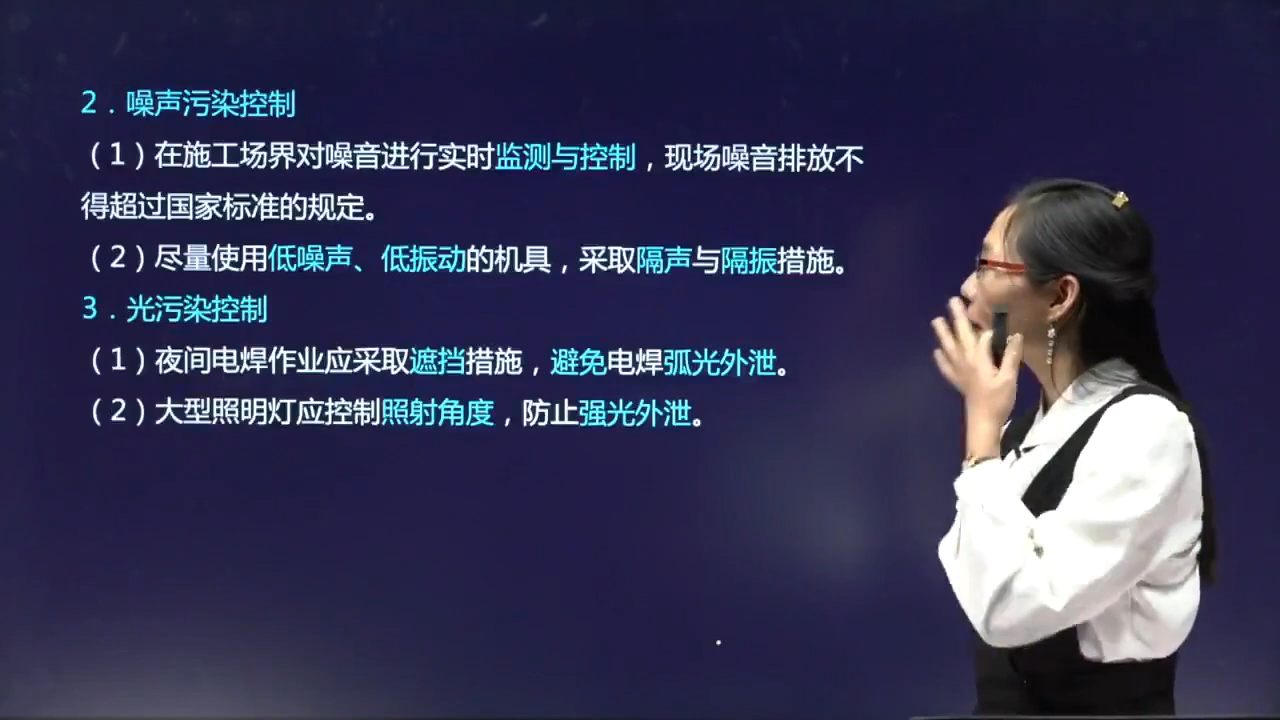 2．噪声污染控制
（1）在施工场界对噪音进行实时监测与控制，现场噪音排放不
得超过国家标准的规定。
（2）尽量使用低噪声、低振动的机具，采取隔声与隔振措施。
3．光污染控制
（1）夜间电焊作业应采取遮挡措施，避免电焊弧光外泄。
（2）大型照明灯应控制照射角度，防止强光外泄。